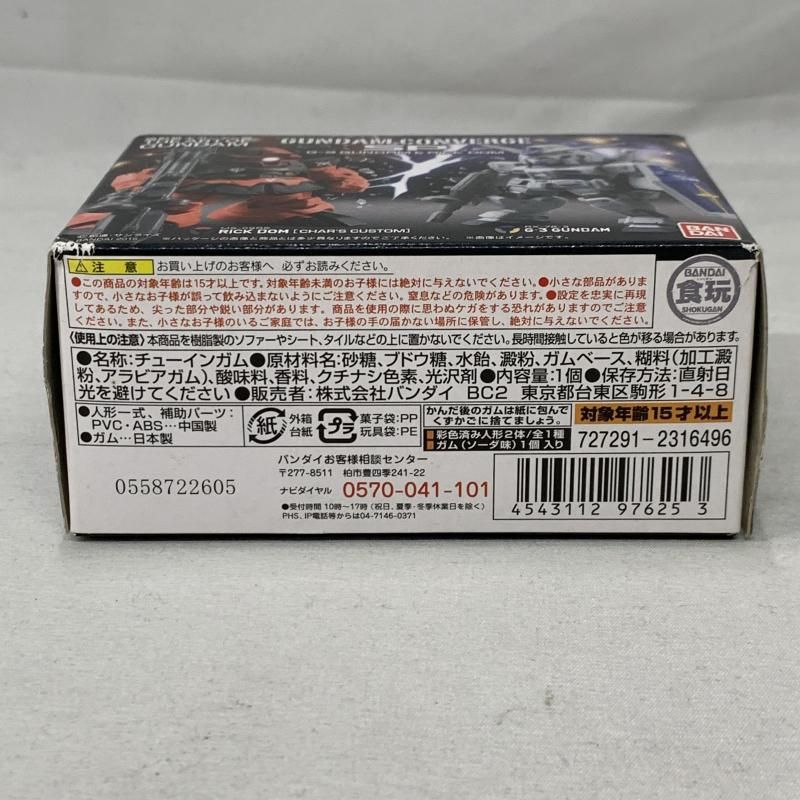 GUNDAM
GUNDAM CONVERGE
RICK DOM [CHAR'S CUSTOM]
G-3 GUNDAM
BANDAI
※画像はイメージです。
⚠注意 お買い上げのお客様へ 必ずお読みください。
●この商品の対象年齢は15才以上です。対象年齢未満のお子様には絶対に与えないでください。●小さな部品がありま
すので、小さなお子様が誤って飲み込まないようにご注意ください。窒息などの危険があります。●設定を忠実に再現
してあるため、尖った部分や鋭い部分があります。商品を使用の際に思わぬケガをする恐れがありますのでご注意くだ
さい。また、小さなお子様のいるご家庭では、お子様の手の届かない場所に保管し、絶対に与えないでください。
BANDAI
食玩
SHOKUGAN
〈使用上の注意〉本商品を樹脂製のソファーやシート、タイルなどの上に置かないでください。長時間接触していると色が移る場合があります。
●名称:チューインガム●原材料名:砂糖、ブドウ糖、水飴、澱粉、ガムベース、糊料(加工澱
粉、アラビアガム)、酸味料、香料、クチナシ色素、光沢剤●内容量:1個●保存方法:直射日
光を避けてください●販売者:株式会社バンダイ BC2 東京都台東区駒形1-4-8
●人形一式、補助パーツ:
PVC・ABS…中国製
●ガム…日本製
紙
外箱
台紙
プラ
菓子袋:PP
玩具袋:PE
かんだ後のガムは紙に包んで
くずかごに捨てましょう。
彩色済み人形2体/全1種
ガム(ソーダ味)1個入り
対象年齢15才以上
727291-2316496
0558722605
バンダイお客様相談センター
〒277-8511 柏市豊四季241-22
ナビダイヤル 0570-041-101
●受付時間 10時～17時(祝日、夏季・冬季休業日を除く)
PHS、IP電話等からは04-7146-0371
4543112 97625 3